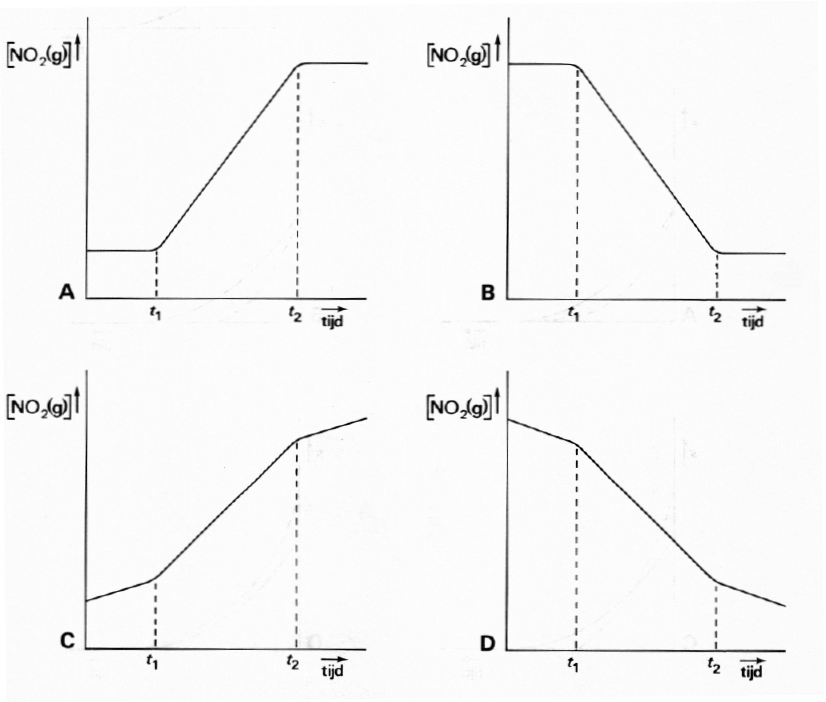 [NO₂(g)]
A
t₁ t₂ tijd
[NO₂(g)]
B
t₁ t₂ tijd
[NO₂(g)]
C
t₁ t₂ tijd
[NO₂(g)]
D
t₁ t₂ tijd